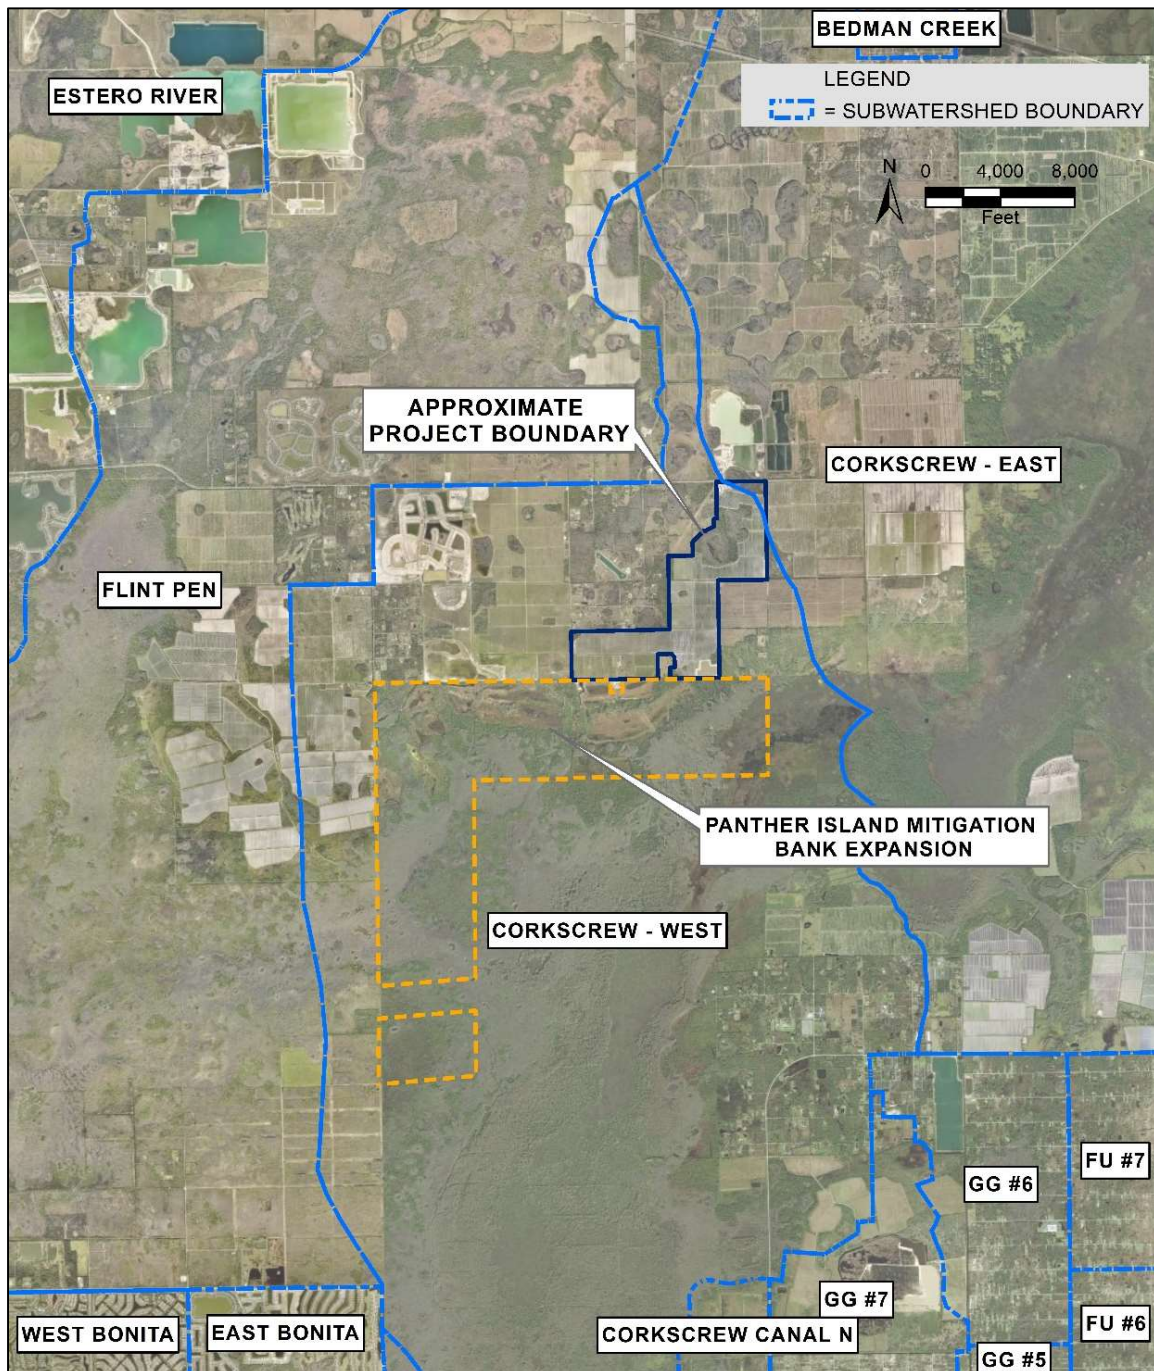 BEDMAN CREEK
LEGEND
= SUBWATERSHED BOUNDARY
ESTERO RIVER
N
0 4,000 8,000
Feet
APPROXIMATE
PROJECT BOUNDARY
CORKSCREW - EAST
FLINT PEN
PANTHER ISLAND MITIGATION
BANK EXPANSION
CORKSCREW - WEST
FU #7
GG #6
GG #7
WEST BONITA
EAST BONITA
CORKSCREW CANAL N
FU #6
GG #5